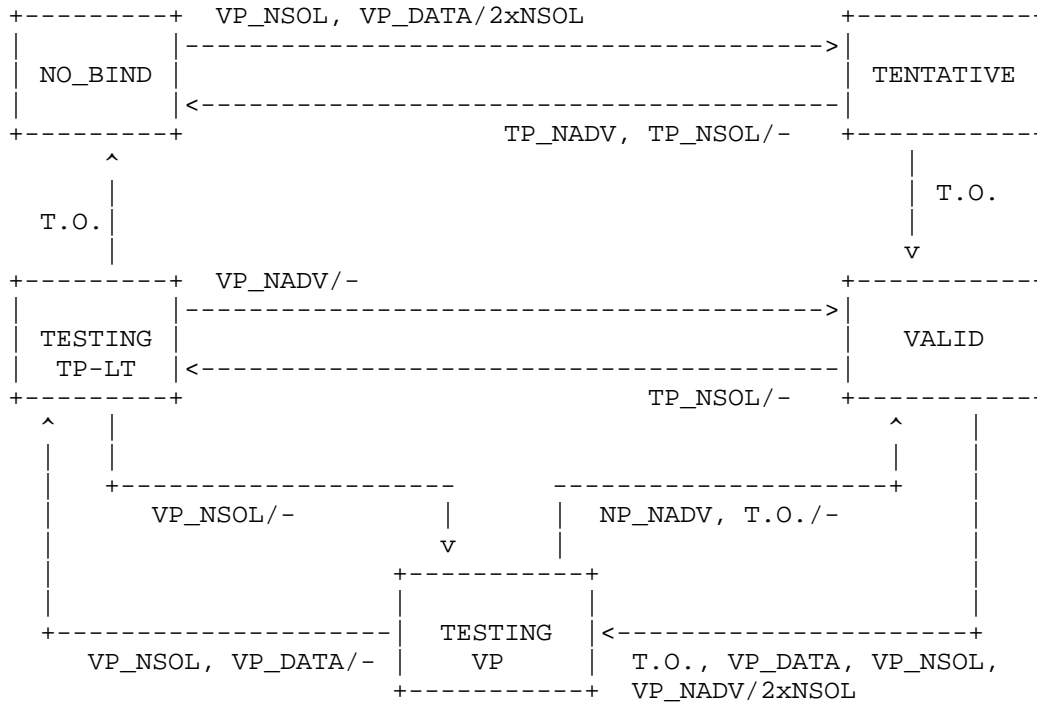 VP_NSOL, VP_DATA/2xNSOL
NO_BIND TENTATIVE
TP_NADV, TP_NSOL/-
T.O.
T.O.
VP_NADV/-
TESTING VALID
TP-LT
TP_NSOL/-
VP_NSOL/- NP_NADV, T.O./-
TESTING
VP_NSOL, VP_DATA/- VP T.O., VP_DATA, VP_NSOL,
VP_NADV/2xNSOL